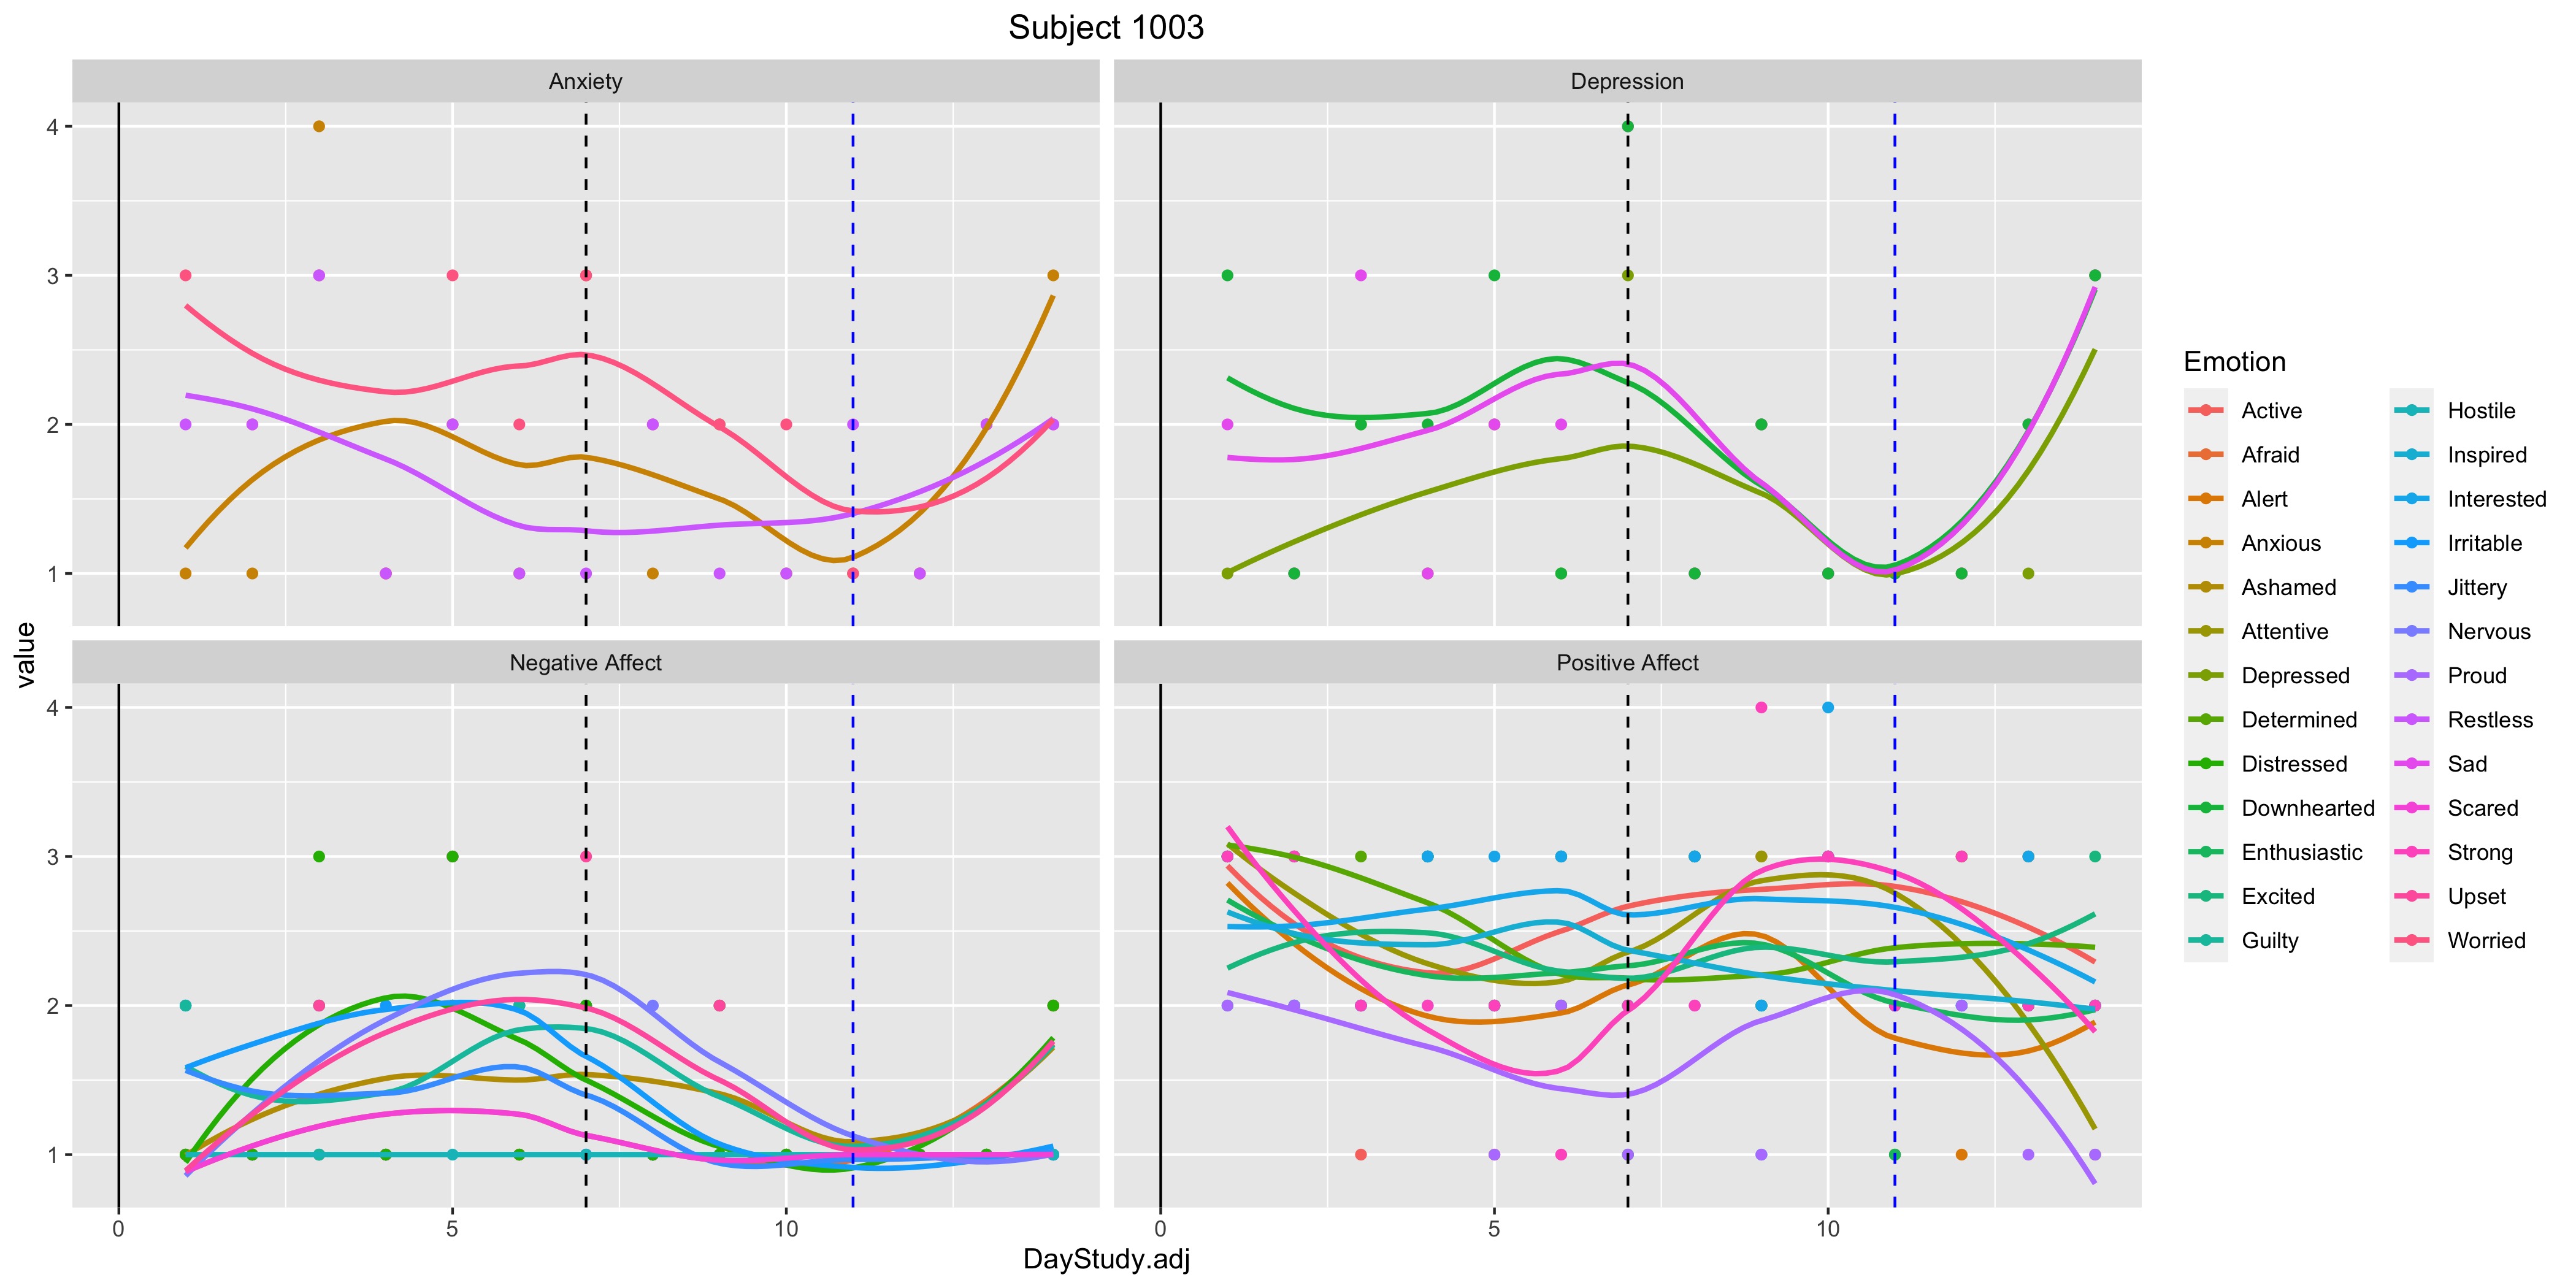 Subject 1003
Anxiety
Depression
4
3
2
1
Negative Affect
Positive Affect
4
3
2
1
0
5
10
0
5
10
value
DayStudy.adj
Emotion
Active
Afraid
Alert
Anxious
Ashamed
Attentive
Depressed
Determined
Distressed
Downhearted
Enthusiastic
Excited
Guilty
Hostile
Inspired
Interested
Irritable
Jittery
Nervous
Proud
Restless
Sad
Scared
Strong
Upset
Worried